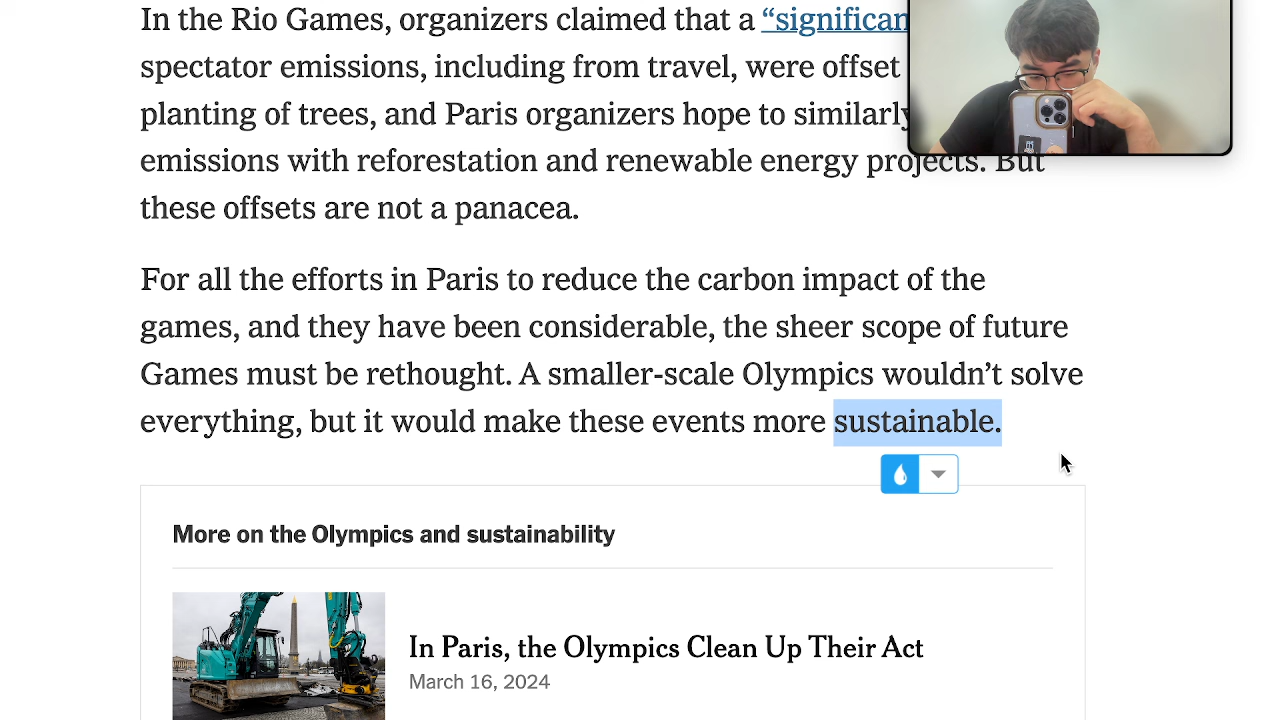 In the Rio Games, organizers claimed that a “significan
spectator emissions, including from travel, were offset
planting of trees, and Paris organizers hope to similarly
emissions with reforestation and renewable energy projects. But
these offsets are not a panacea.
For all the efforts in Paris to reduce the carbon impact of the
games, and they have been considerable, the sheer scope of future
Games must be rethought. A smaller-scale Olympics wouldn’t solve
everything, but it would make these events more sustainable.
More on the Olympics and sustainability
In Paris, the Olympics Clean Up Their Act
March 16, 2024